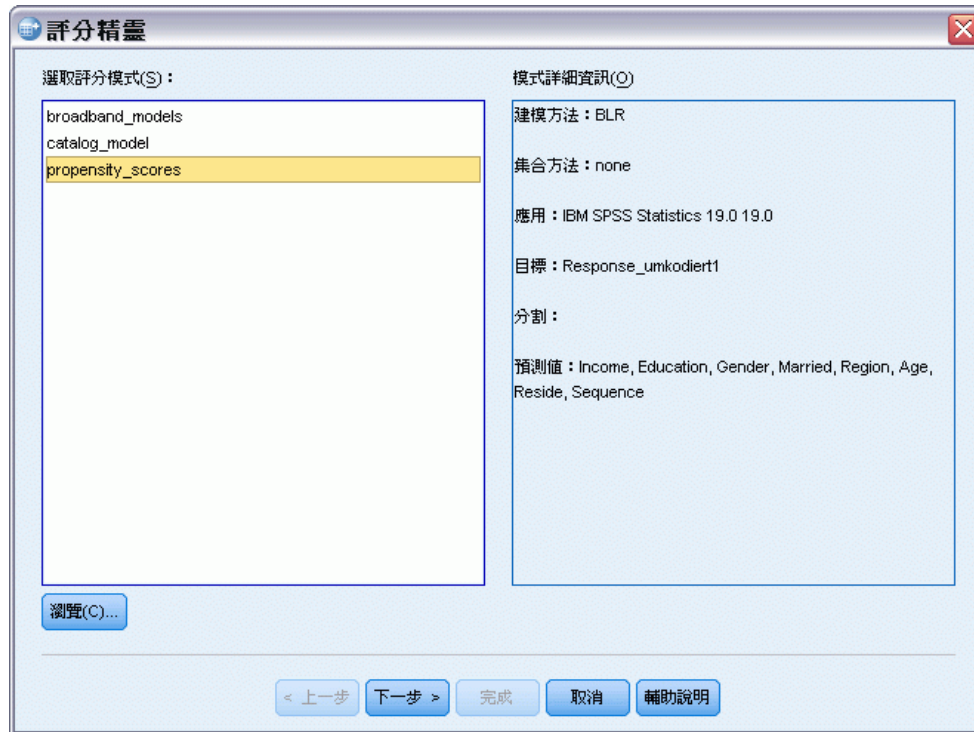 評分精靈
選取評分模式(S)：
broadband_models
catalog_model
propensity_scores
瀏覽(C)...
模式詳細資訊(O)
建模方法：BLR
集合方法：none
應用：IBM SPSS Statistics 19.0 19.0
目標：Response_umkodiert1
分割：
預測值：Income, Education, Gender, Married, Region, Age,
Reside, Sequence
< 上一步
下一步 >
完成
取消
輔助說明